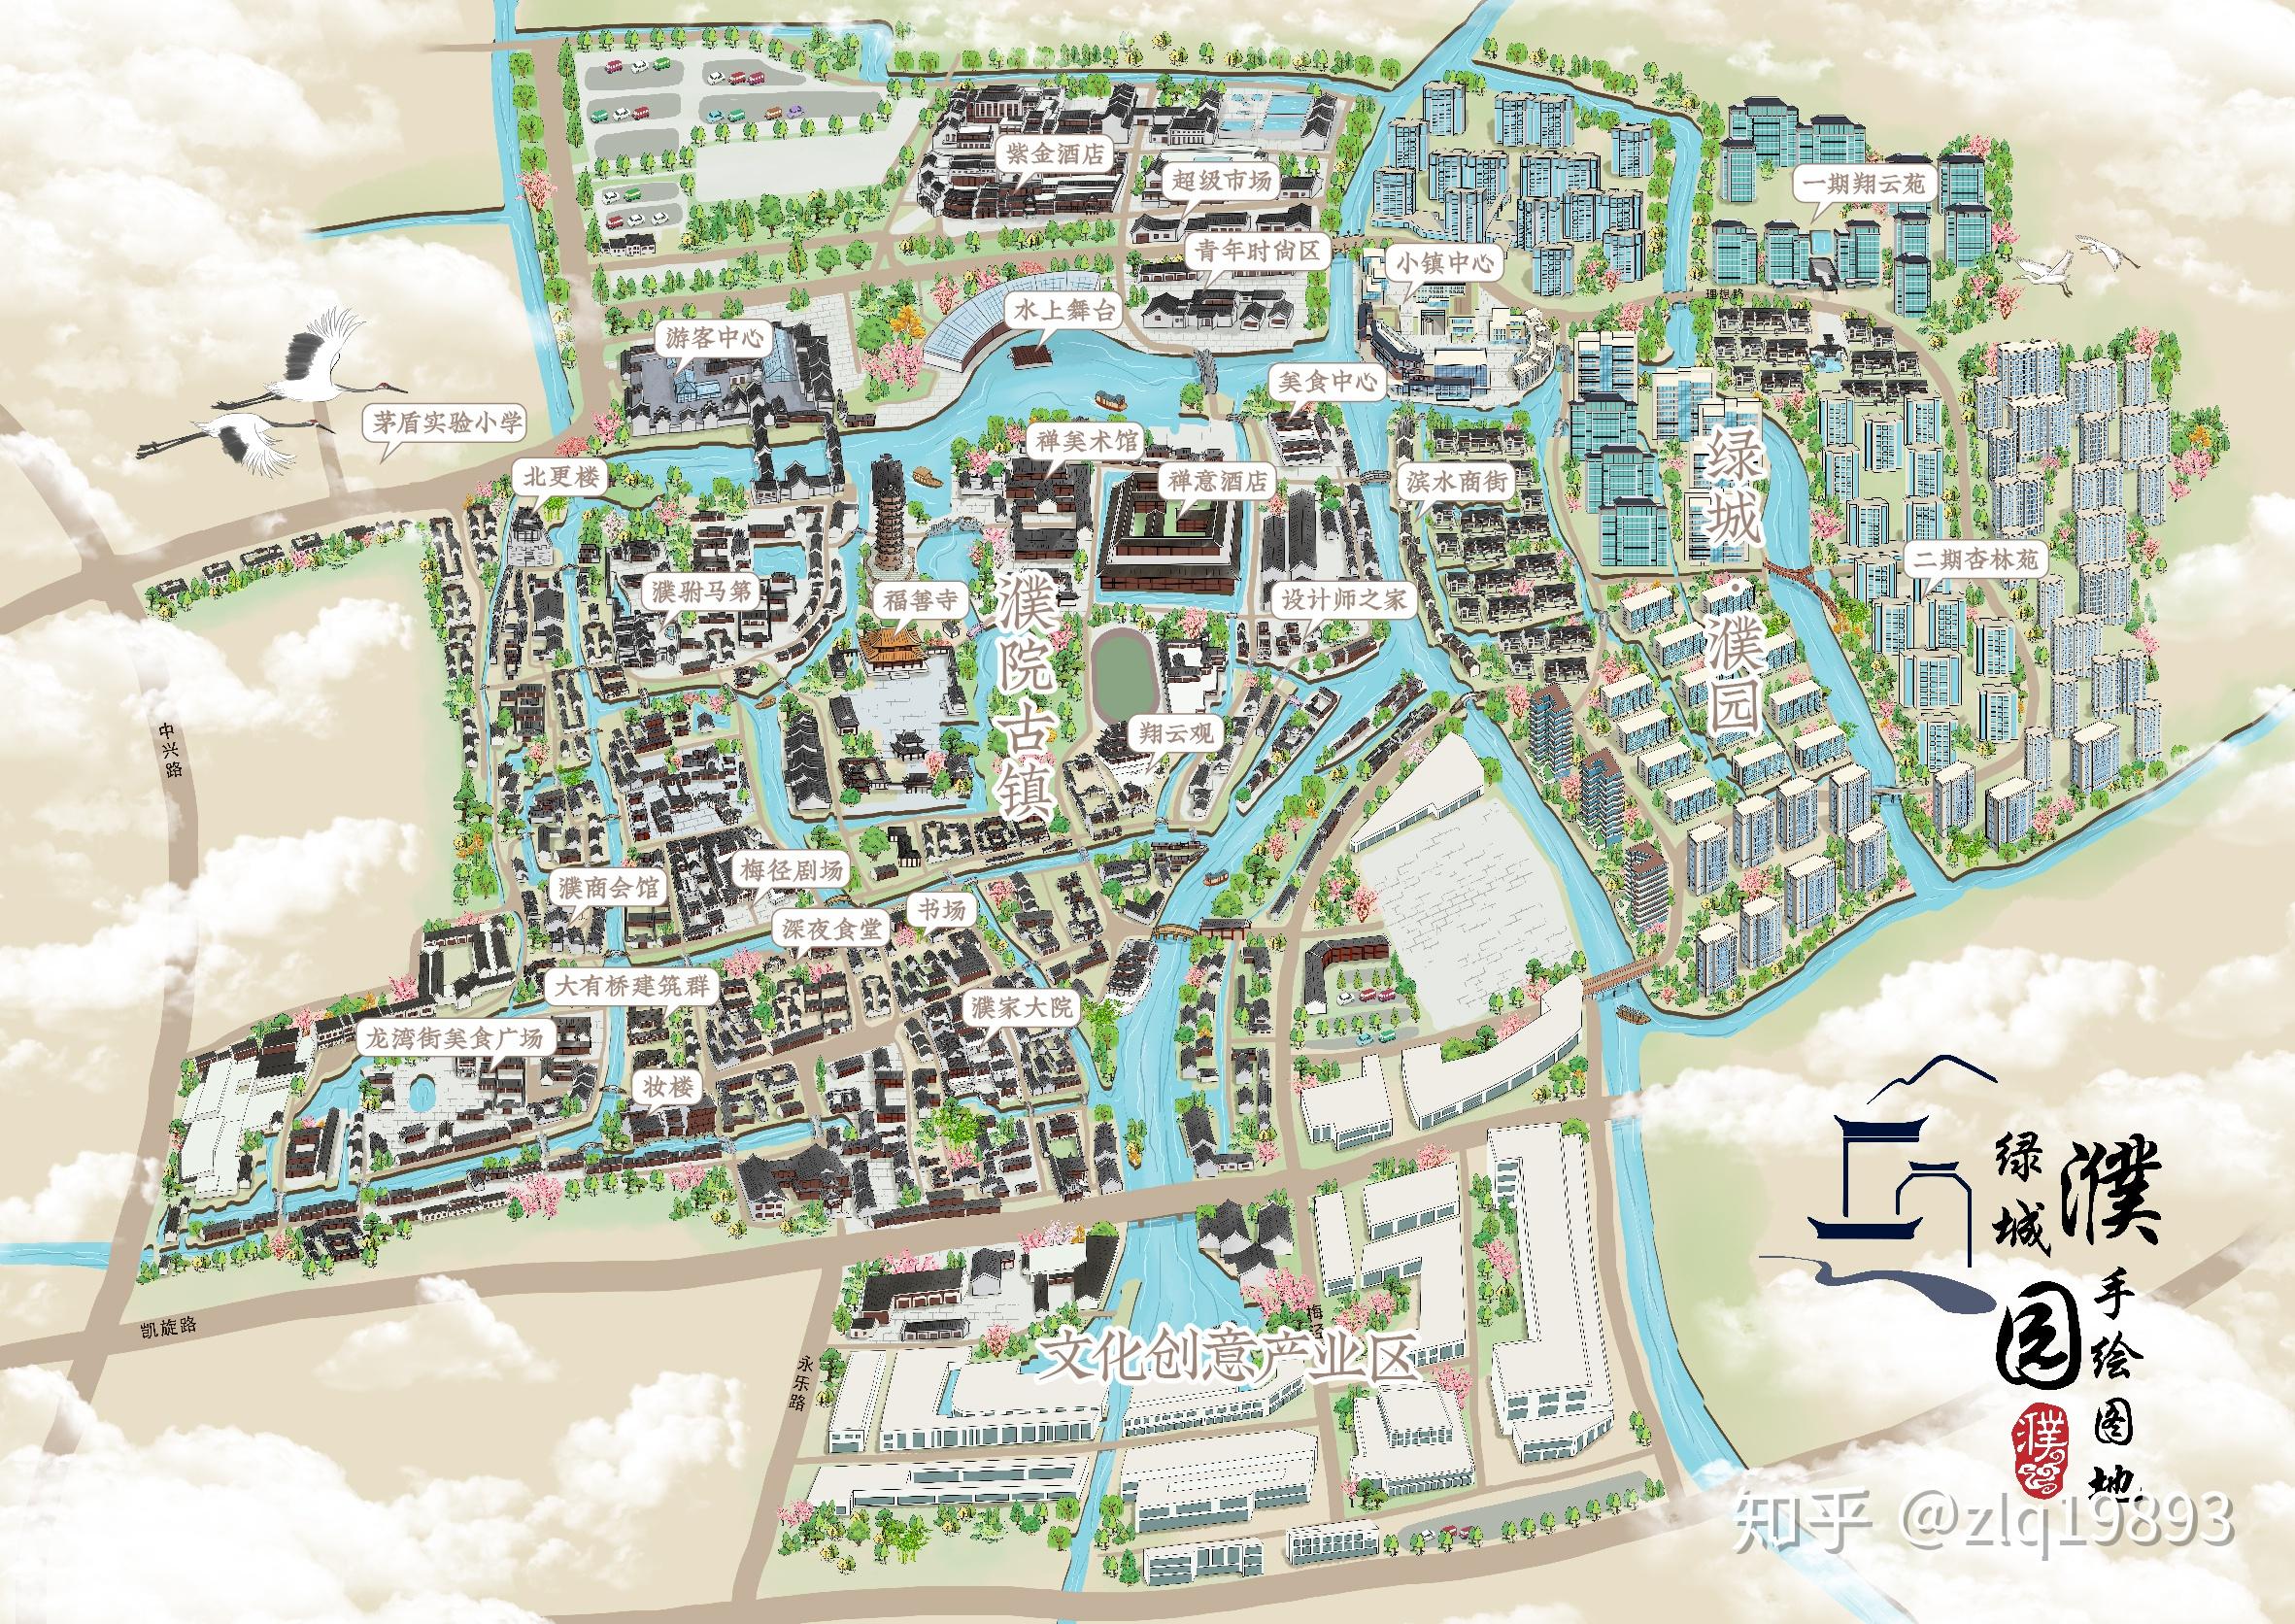 紫金酒店
超级市场
一期翔云苑
青年时尚区
小镇中心
水上舞台
游客中心
美食中心
茅盾实验小学
禅美术馆
北更楼
禅意酒店
滨水商街
绿城·濮园
二期杏林苑
濮驸马第
福善寺
设计师之家
濮院古镇
翔云观
中兴路
梅径剧场
濮商会馆
书场
深夜食堂
大有桥建筑群
濮家大院
龙湾街美食广场
妆楼
凯旋路
永乐路
梅径
文化创意产业区
绿城
濮园
手绘图地
知乎 @zlq19893